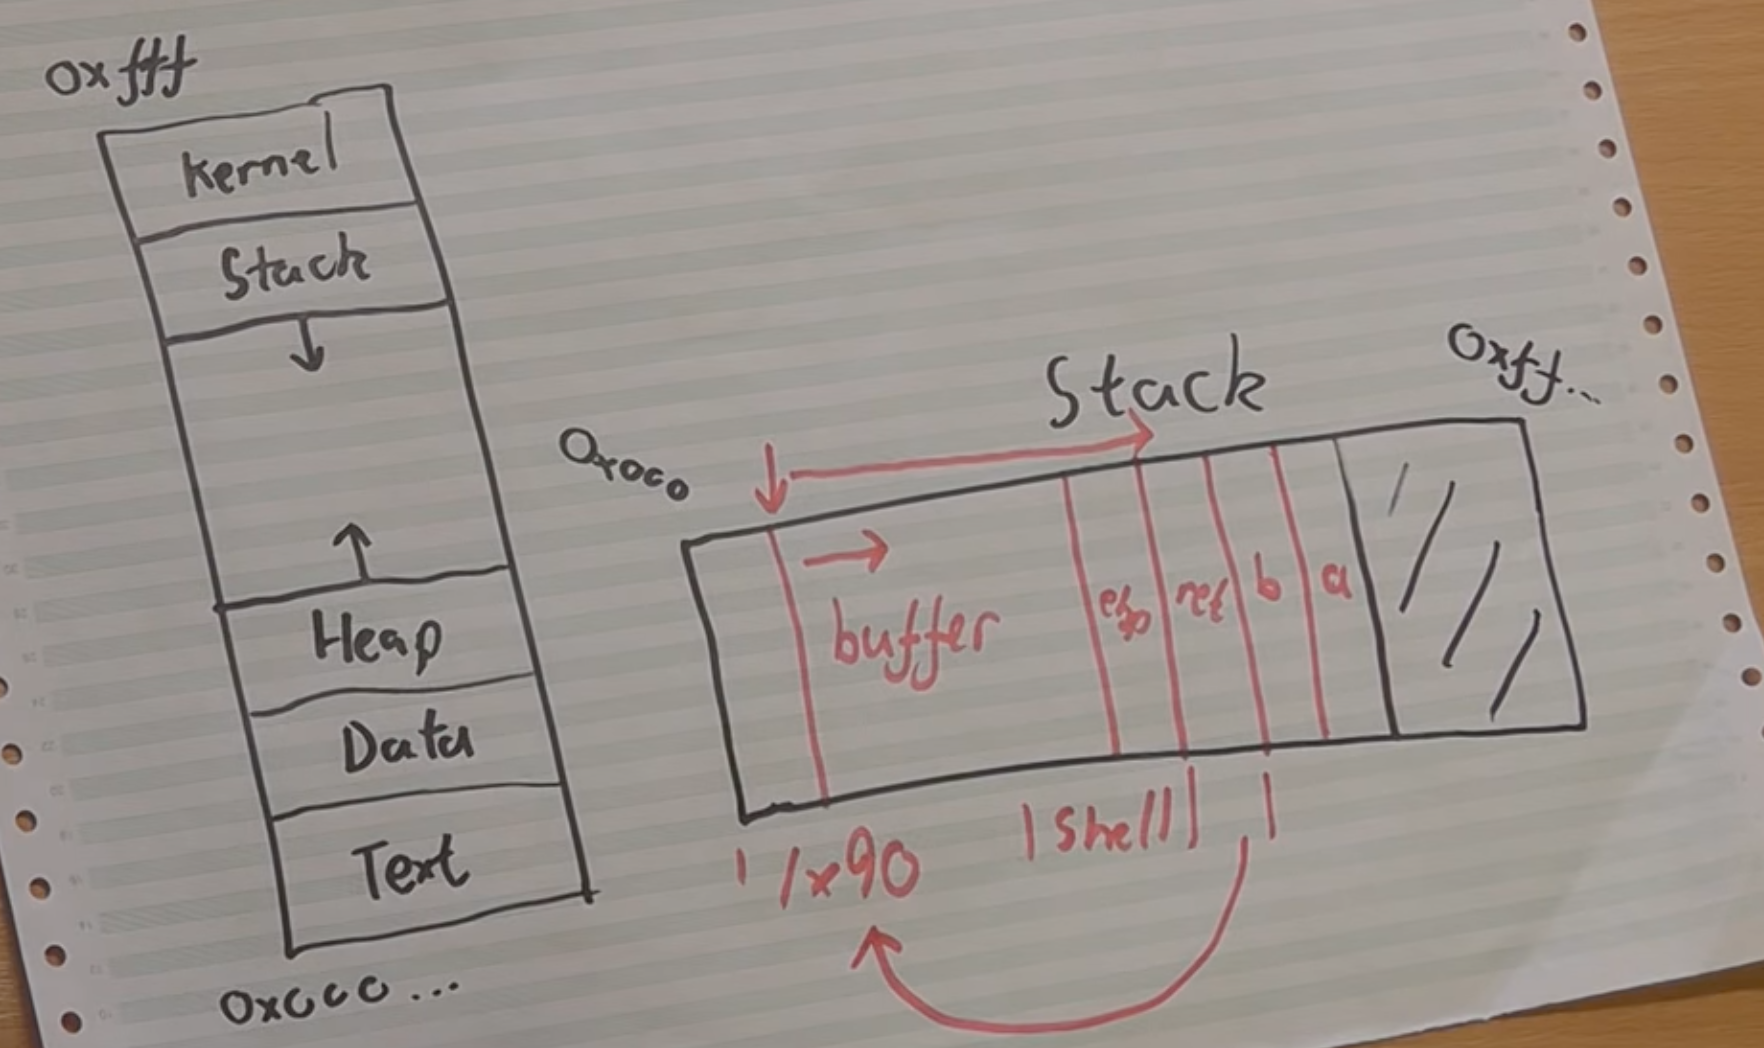 0xfff
Kernel
Stack
Heap
Data
Text
0x000...
Stack
0x000
0xff...
buffer
ebp
ret
b
a
/x90
shell